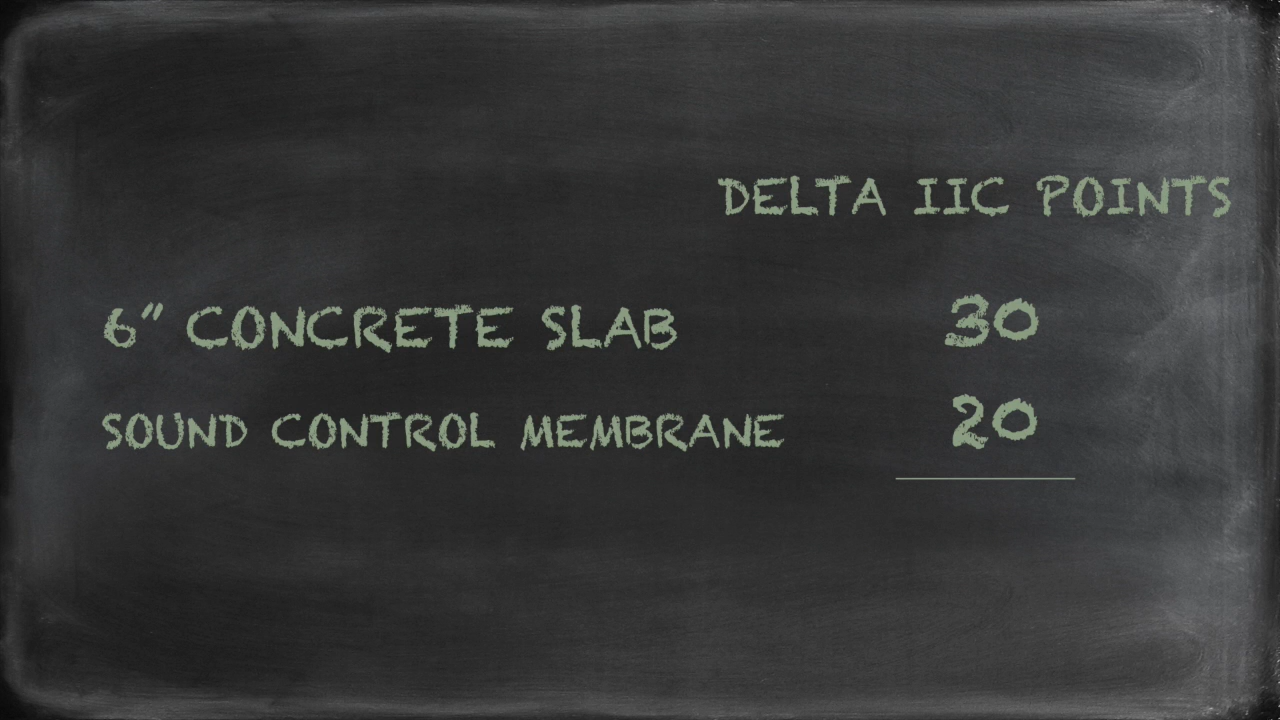 DELTA IIC POINTS
6" CONCRETE SLAB 30
SOUND CONTROL MEMBRANE 20